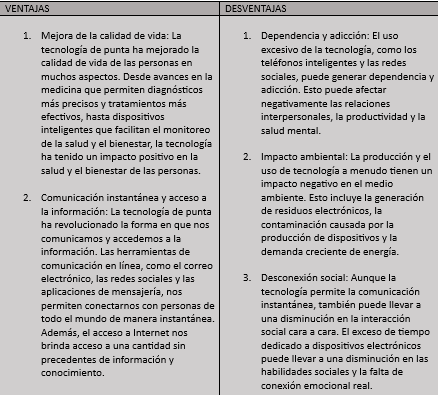 VENTAJAS
1. Mejora de la calidad de vida: La
tecnología de punta ha mejorado la
calidad de vida de las personas en
muchos aspectos. Desde avances en la
medicina que permiten diagnósticos
más precisos y tratamientos más
efectivos, hasta dispositivos
inteligentes que facilitan el monitoreo
de la salud y el bienestar, la tecnología
ha tenido un impacto positivo en la
salud y el bienestar de las personas.
2. Comunicación instantánea y acceso a
la información: La tecnología de punta
ha revolucionado la forma en que nos
comunicamos y accedemos a la
información. Las herramientas de
comunicación en línea, como el correo
electrónico, las redes sociales y las
aplicaciones de mensajería, nos
permiten conectarnos con personas de
todo el mundo de manera instantánea.
Además, el acceso a Internet nos
brinda acceso a una cantidad sin
precedentes de información y
conocimiento.
DESVENTAJAS
1. Dependencia y adicción: El uso
excesivo de la tecnología, como los
teléfonos inteligentes y las redes
sociales, puede generar dependencia y
adicción. Esto puede afectar
negativamente las relaciones
interpersonales, la productividad y la
salud mental.
2. Impacto ambiental: La producción y el
uso de tecnología a menudo tienen un
impacto negativo en el medio
ambiente. Esto incluye la generación
de residuos electrónicos, la
contaminación causada por la
producción de dispositivos y la
demanda creciente de energía.
3. Desconexión social: Aunque la
tecnología permite la comunicación
instantánea, también puede llevar a
una disminución en la interacción
social cara a cara. El exceso de tiempo
dedicado a dispositivos electrónicos
puede llevar a una disminución en las
habilidades sociales y la falta de
conexión emocional real.